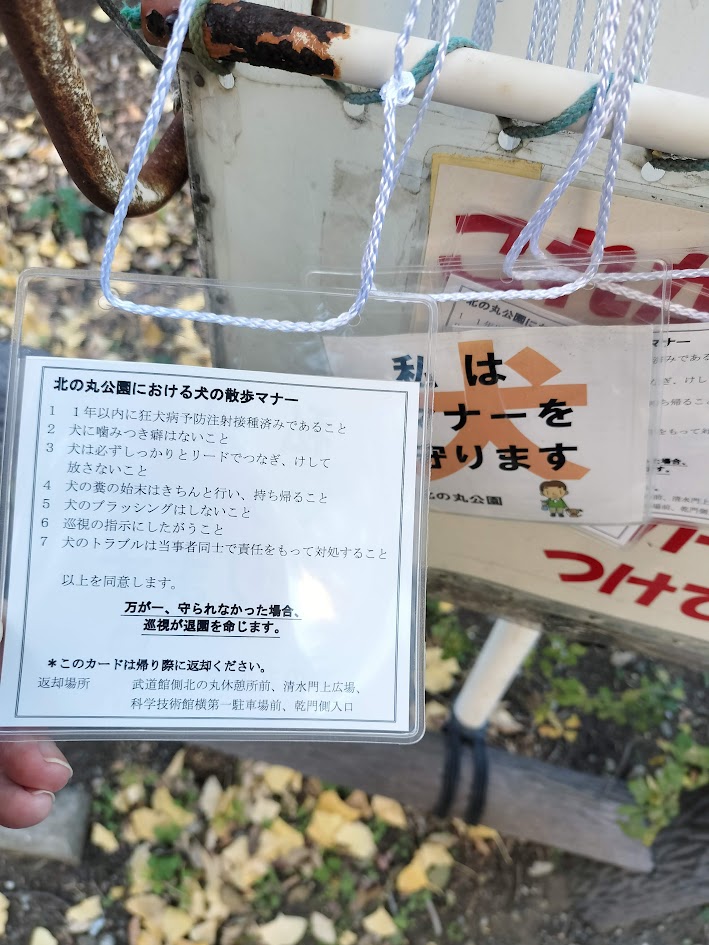 北の丸公園における犬の散歩マナー
1 1年以内に狂犬病予防注射接種済みであること
2 犬に噛みつき癖はないこと
3 犬は必ずしっかりとリードでつなぎ、けして
放さないこと
4 犬の糞の始末はきちんと行い、持ち帰ること
5 犬のブラッシングはしないこと
6 巡視の指示にしたがうこと
7 犬のトラブルは当事者同士で責任をもって対処すること
以上を同意します。
万が一、守られなかった場合、
巡視が退園を命じます。
*このカードは帰り際に返却ください。
返却場所 武道館側北の丸休憩所前、清水門上広場、
科学技術館横第一駐車場前、乾門側入口
私は
犬
ナーを
守ります
北の丸公園
北の丸公園に
つけて